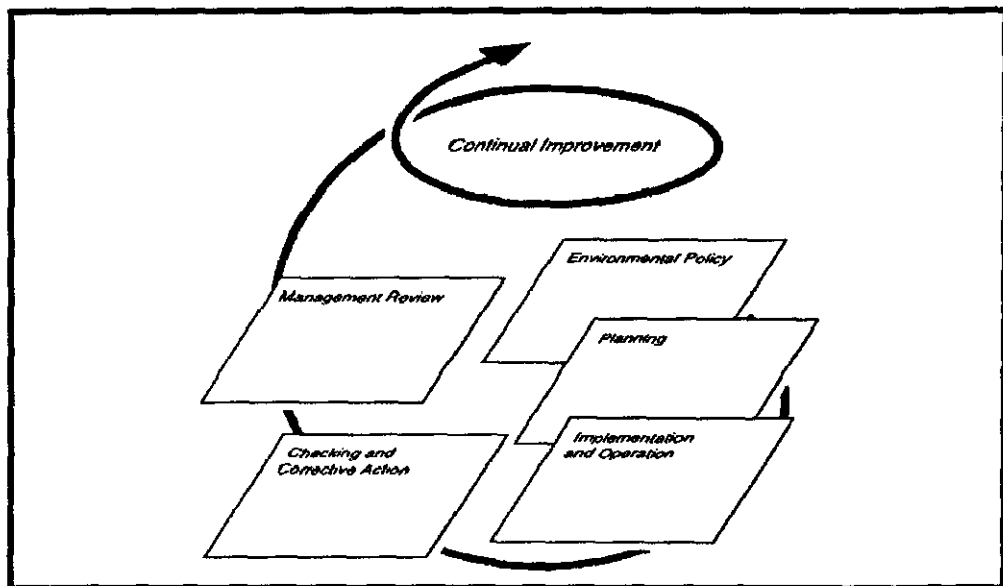 Continual Improvement
Environmental Policy
Management Review
Planning
Implementation
and Operation
Checking and
Corrective Action